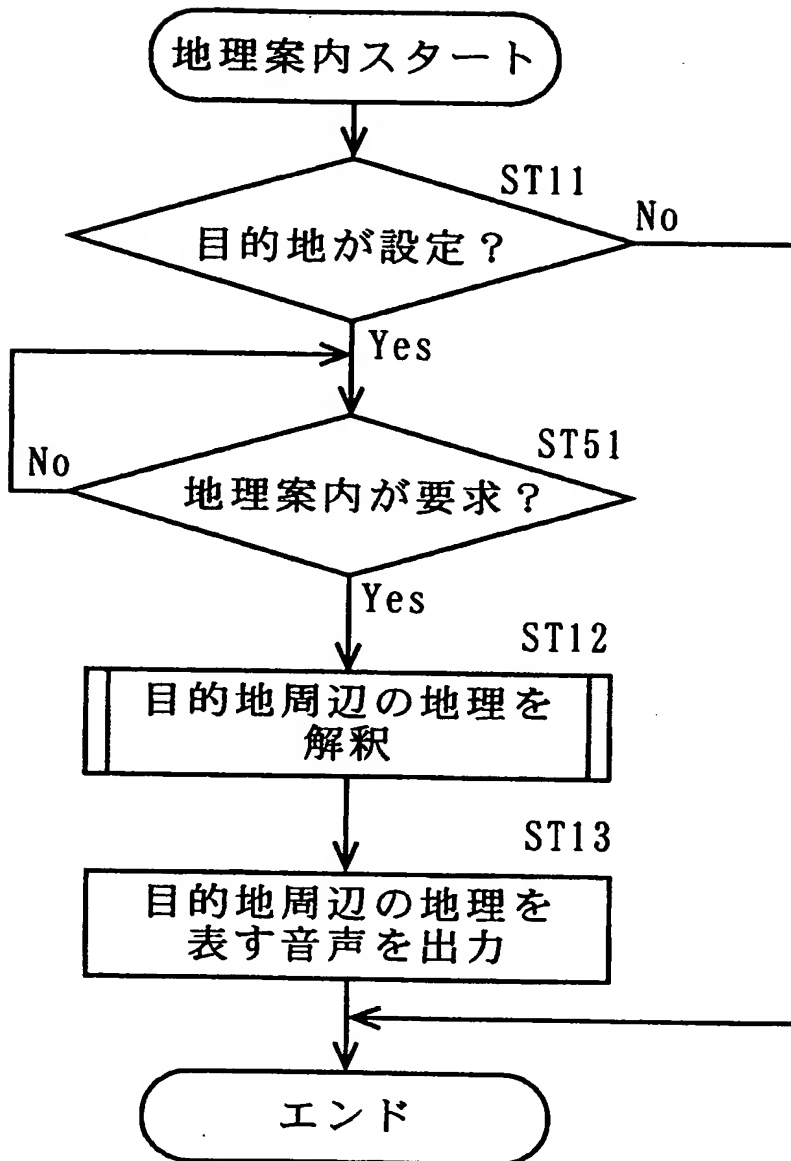 地理案内スタート
ST11
目的地が設定？
No
Yes
ST51
地理案内が要求？
No
Yes
ST12
目的地周辺の地理を
解釈
ST13
目的地周辺の地理を
表す音声を出力
エンド